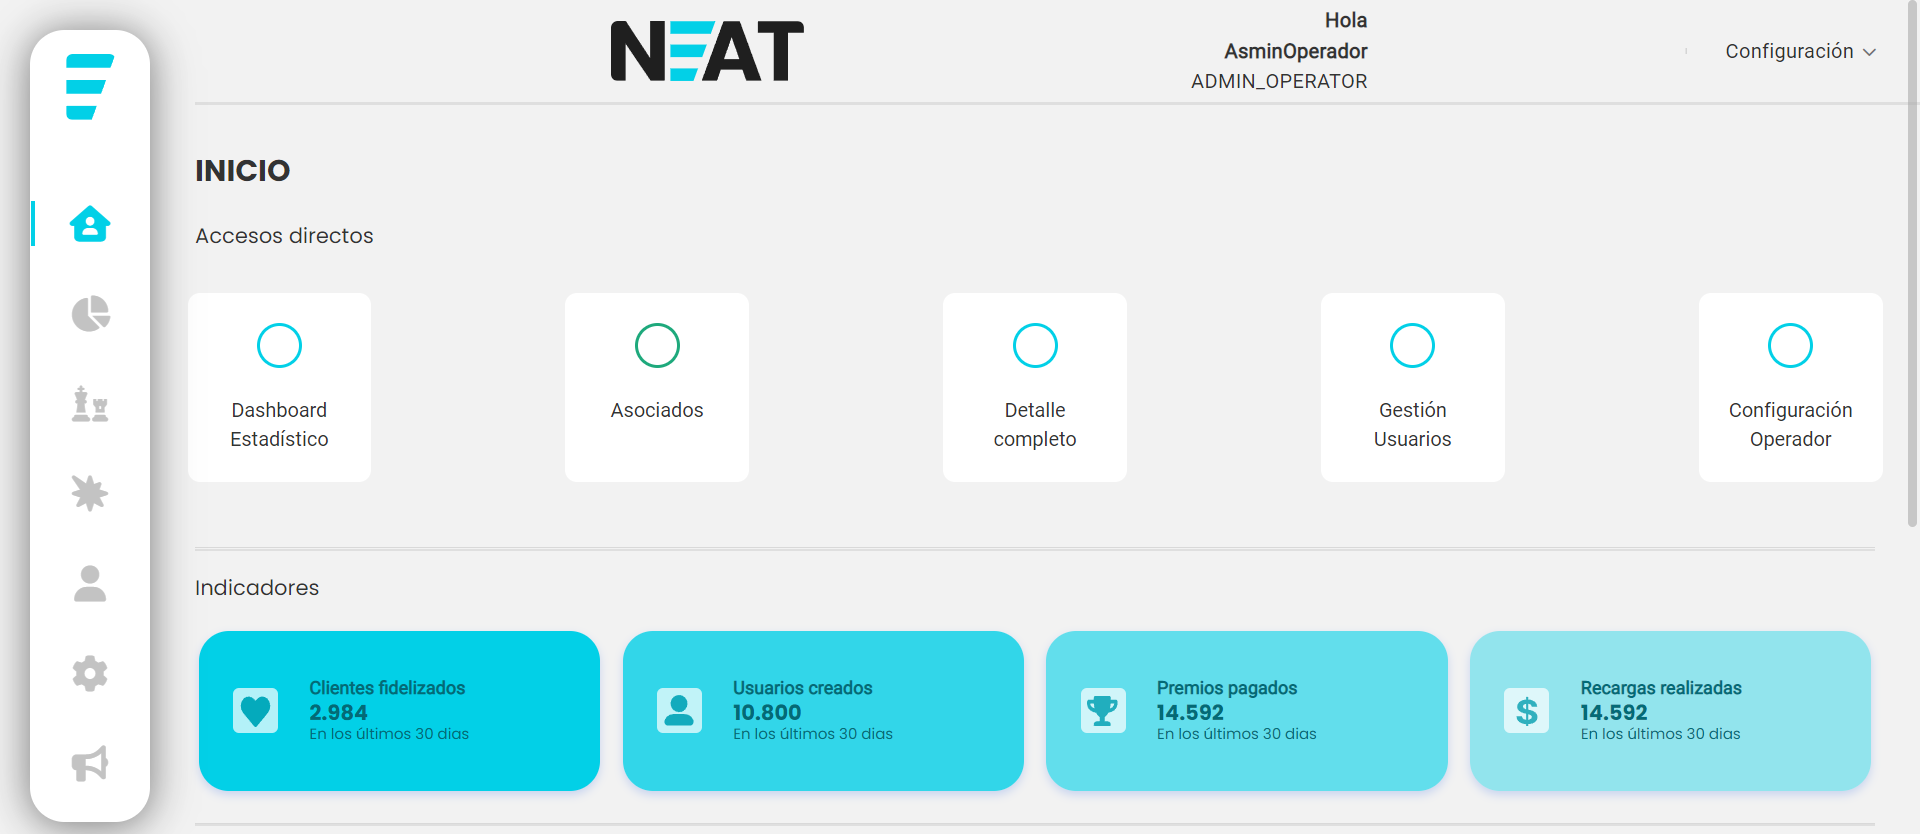 NEAT
Hola
AsminOperador
ADMIN_OPERATOR
Configuración
INICIO
Accesos directos
Dashboard
Estadístico
Asociados
Detalle
completo
Gestión
Usuarios
Configuración
Operador
Indicadores
Clientes fidelizados
2.984
En los últimos 30 dias
Usuarios creados
10.800
En los últimos 30 dias
Premios pagados
14.592
En los últimos 30 dias
Recargas realizadas
14.592
En los últimos 30 dias